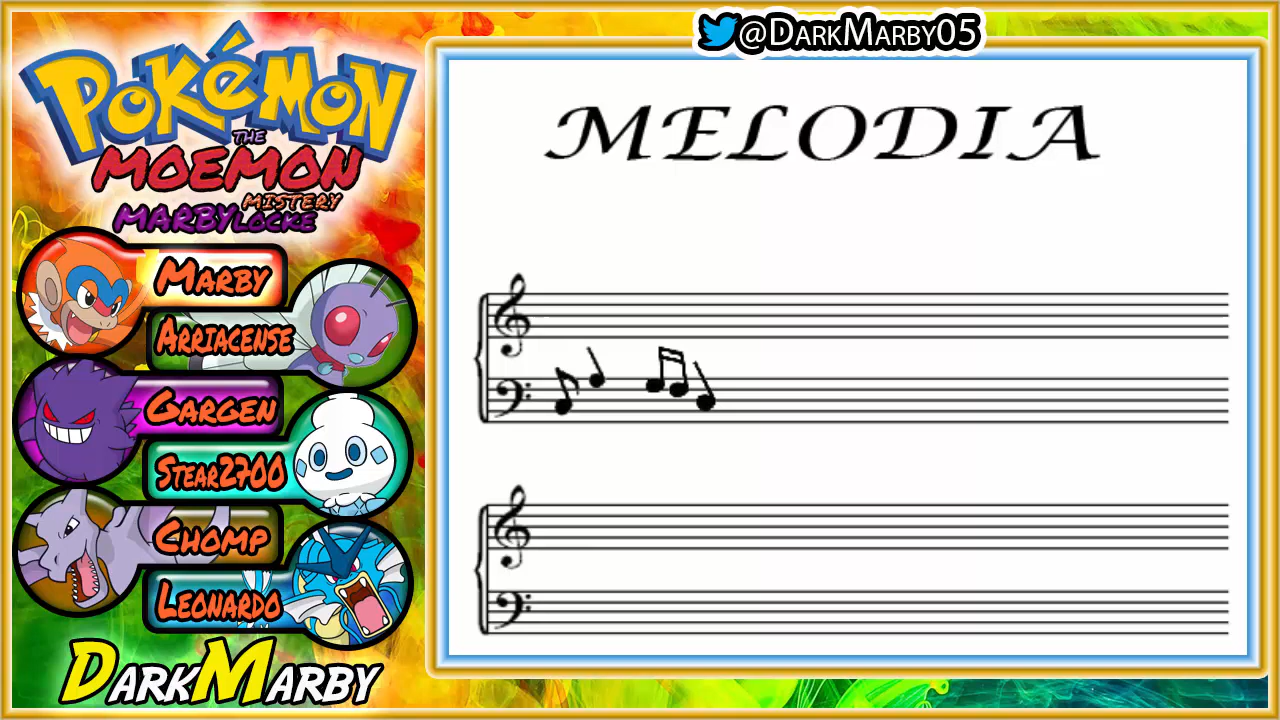 @DarkMarby05
Pokémon
THE
MOEMON
MISTERY
MARBYLOCKE
MELODIA
MARBY
ARRIACENSE
GARGEN
STEAR2700
CHOMP
LEONARDO
DARKMARBY